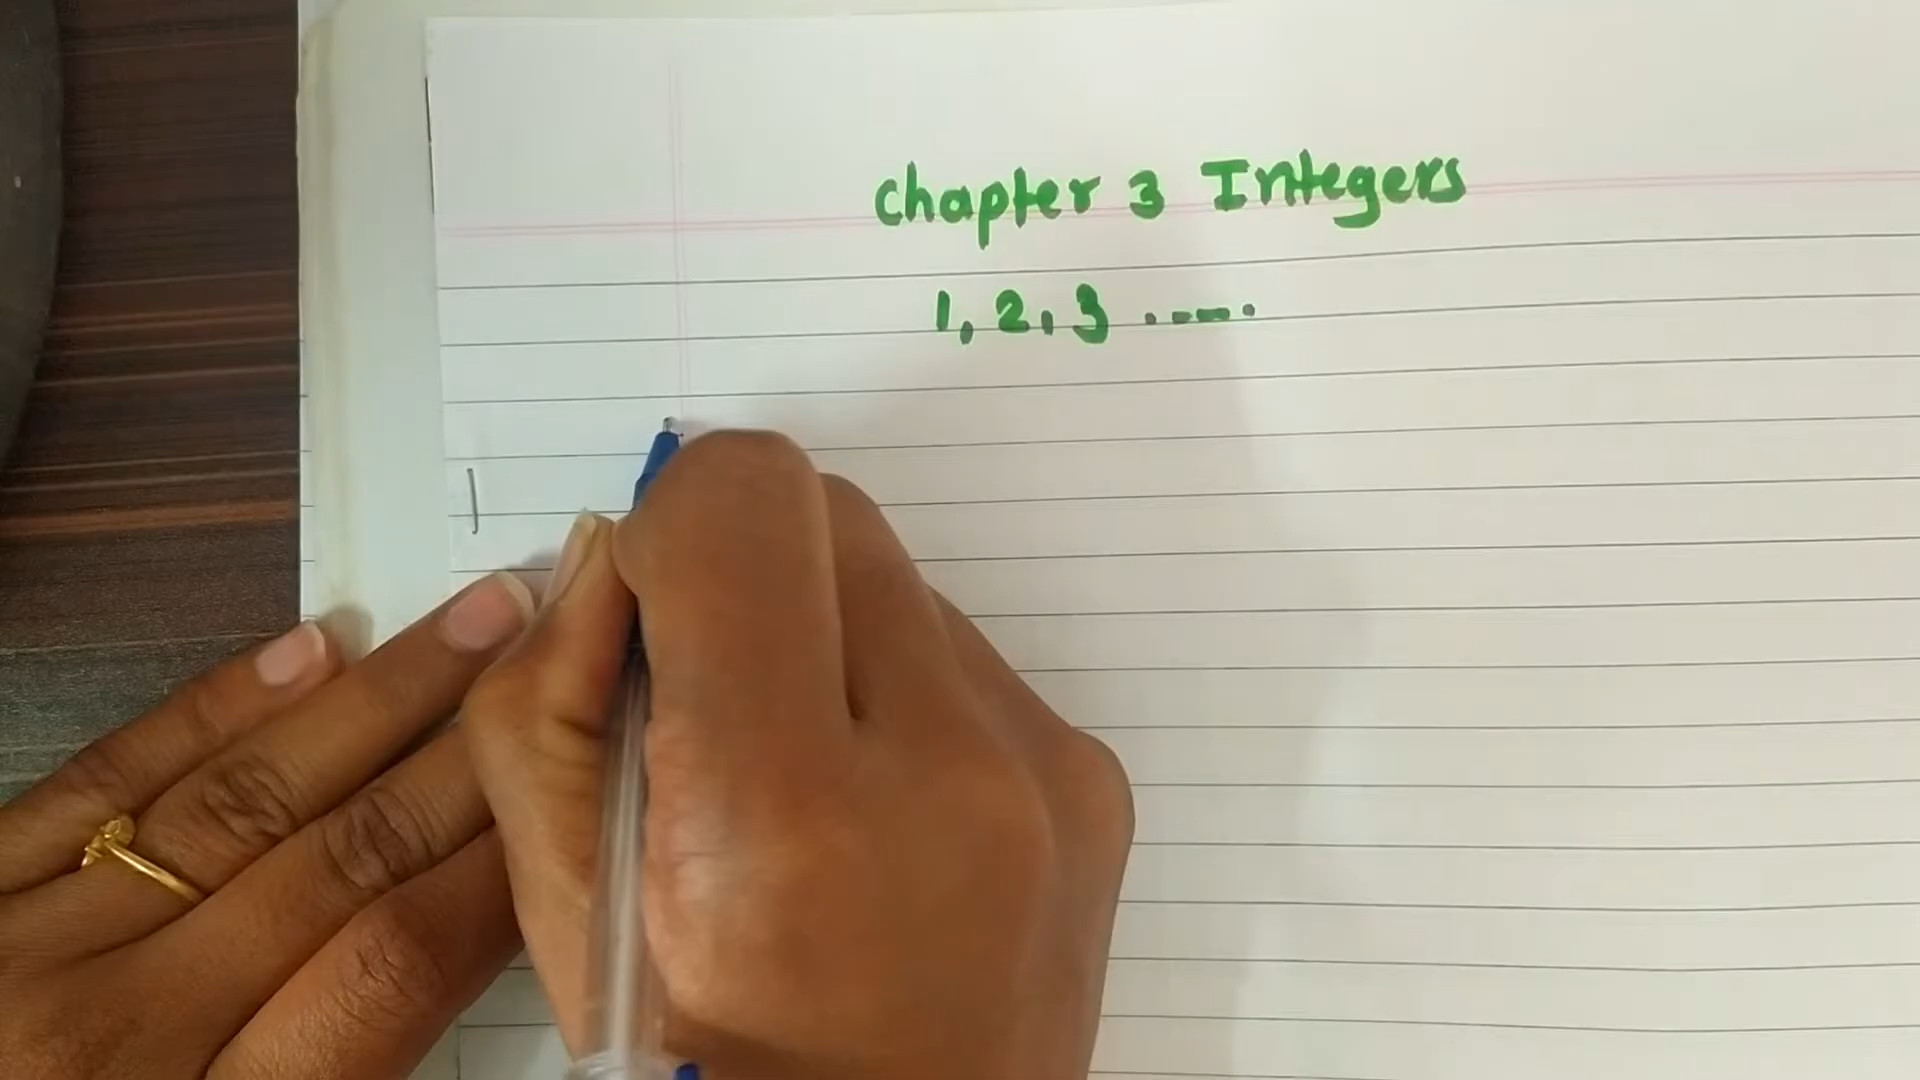 Chapter 3 Integers
1, 2, 3 .....